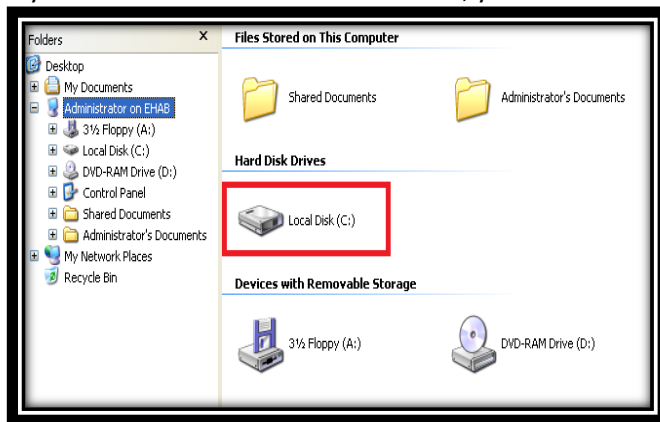 Folders X
Desktop
My Documents
Administrator on EHAB
3½ Floppy (A:)
Local Disk (C:)
DVD-RAM Drive (D:)
Control Panel
Shared Documents
Administrator's Documents
My Network Places
Recycle Bin
Files Stored on This Computer
Shared Documents
Administrator's Documents
Hard Disk Drives
Local Disk (C:)
Devices with Removable Storage
3½ Floppy (A:)
DVD-RAM Drive (D:)